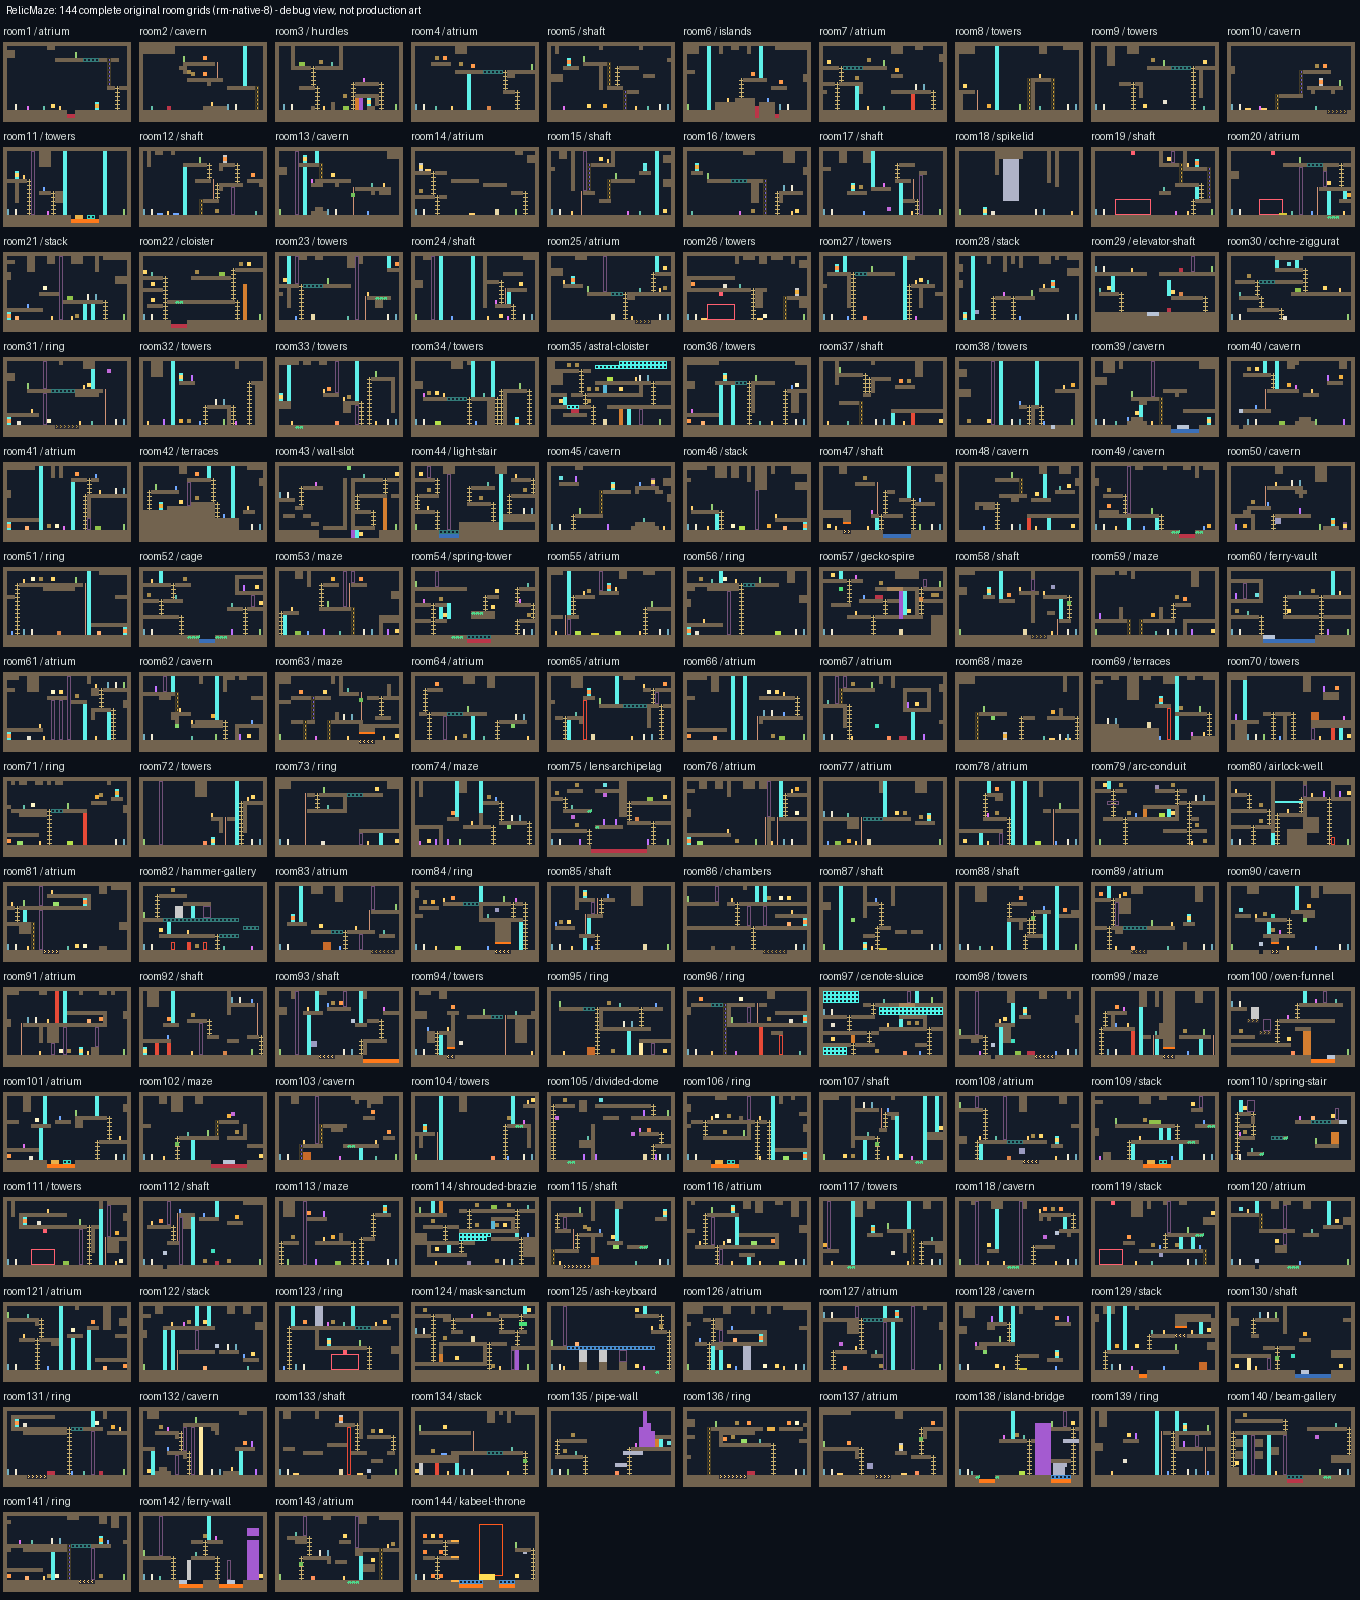 RelicMaze: 144 complete original room grids (rm-native-8) - debug view, not production art
room1 / atrium room2 / cavern room3 / hurdles room4 / atrium room5 / shaft room6 / islands room7 / atrium room8 / towers room9 / towers room10 / cavern
room11 / towers room12 / shaft room13 / cavern room14 / atrium room15 / shaft room16 / towers room17 / shaft room18 / spikelid room19 / shaft room20 / atrium
room21 / stack room22 / cloister room23 / towers room24 / shaft room25 / atrium room26 / towers room27 / towers room28 / stack room29 / elevator-shaft room30 / ochre-ziggurat
room31 / ring room32 / towers room33 / towers room34 / towers room35 / astral-cloister room36 / towers room37 / shaft room38 / towers room39 / cavern room40 / cavern
room41 / atrium room42 / terraces room43 / wall-slot room44 / light-stair room45 / cavern room46 / stack room47 / shaft room48 / cavern room49 / cavern room50 / cavern
room51 / ring room52 / cage room53 / maze room54 / spring-tower room55 / atrium room56 / ring room57 / gecko-spire room58 / shaft room59 / maze room60 / ferry-vault
room61 / atrium room62 / cavern room63 / maze room64 / atrium room65 / atrium room66 / atrium room67 / atrium room68 / maze room69 / terraces room70 / towers
room71 / ring room72 / towers room73 / ring room74 / maze room75 / lens-archipelag room76 / atrium room77 / atrium room78 / atrium room79 / arc-conduit room80 / airlock-well
room81 / atrium room82 / hammer-gallery room83 / atrium room84 / ring room85 / shaft room86 / chambers room87 / shaft room88 / shaft room89 / atrium room90 / cavern
room91 / atrium room92 / shaft room93 / shaft room94 / towers room95 / ring room96 / ring room97 / cenote-sluice room98 / towers room99 / maze room100 / oven-funnel
room101 / atrium room102 / maze room103 / cavern room104 / towers room105 / divided-dome room106 / ring room107 / shaft room108 / atrium room109 / stack room110 / spring-stair
room111 / towers room112 / shaft room113 / maze room114 / shrouded-brazie room115 / shaft room116 / atrium room117 / towers room118 / cavern room119 / stack room120 / atrium
room121 / atrium room122 / stack room123 / ring room124 / mask-sanctum room125 / ash-keyboard room126 / atrium room127 / atrium room128 / cavern room129 / stack room130 / shaft
room131 / ring room132 / cavern room133 / shaft room134 / stack room135 / pipe-wall room136 / ring room137 / atrium room138 / island-bridge room139 / ring room140 / beam-gallery
room141 / ring room142 / ferry-wall room143 / atrium room144 / kabeel-throne